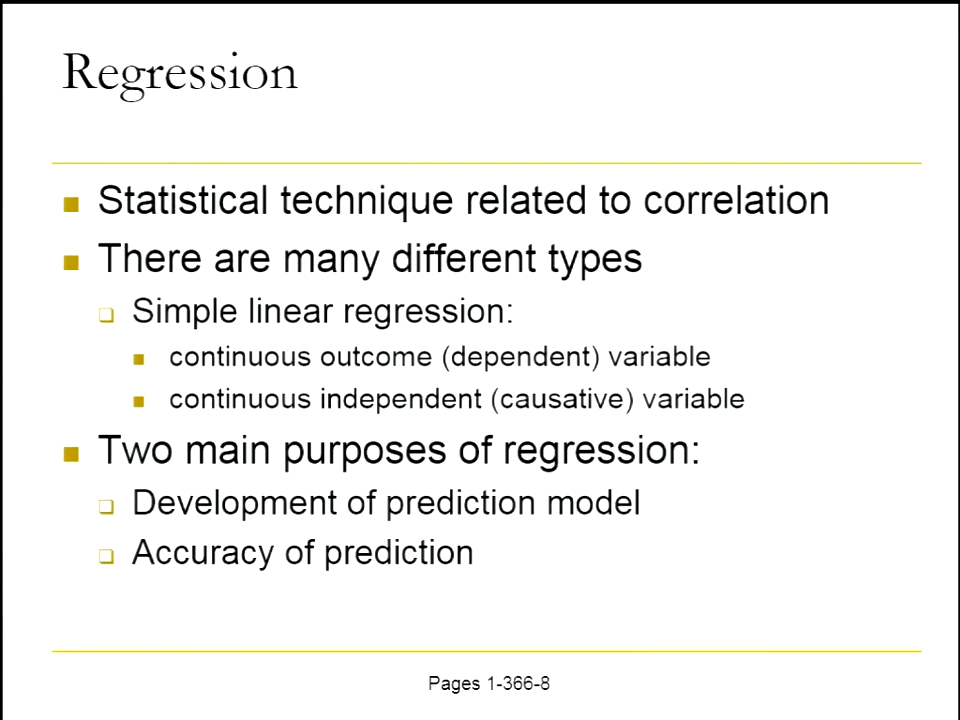 Regression
Statistical technique related to correlation
There are many different types
Simple linear regression:
continuous outcome (dependent) variable
continuous independent (causative) variable
Two main purposes of regression:
Development of prediction model
Accuracy of prediction
Pages 1-366-8